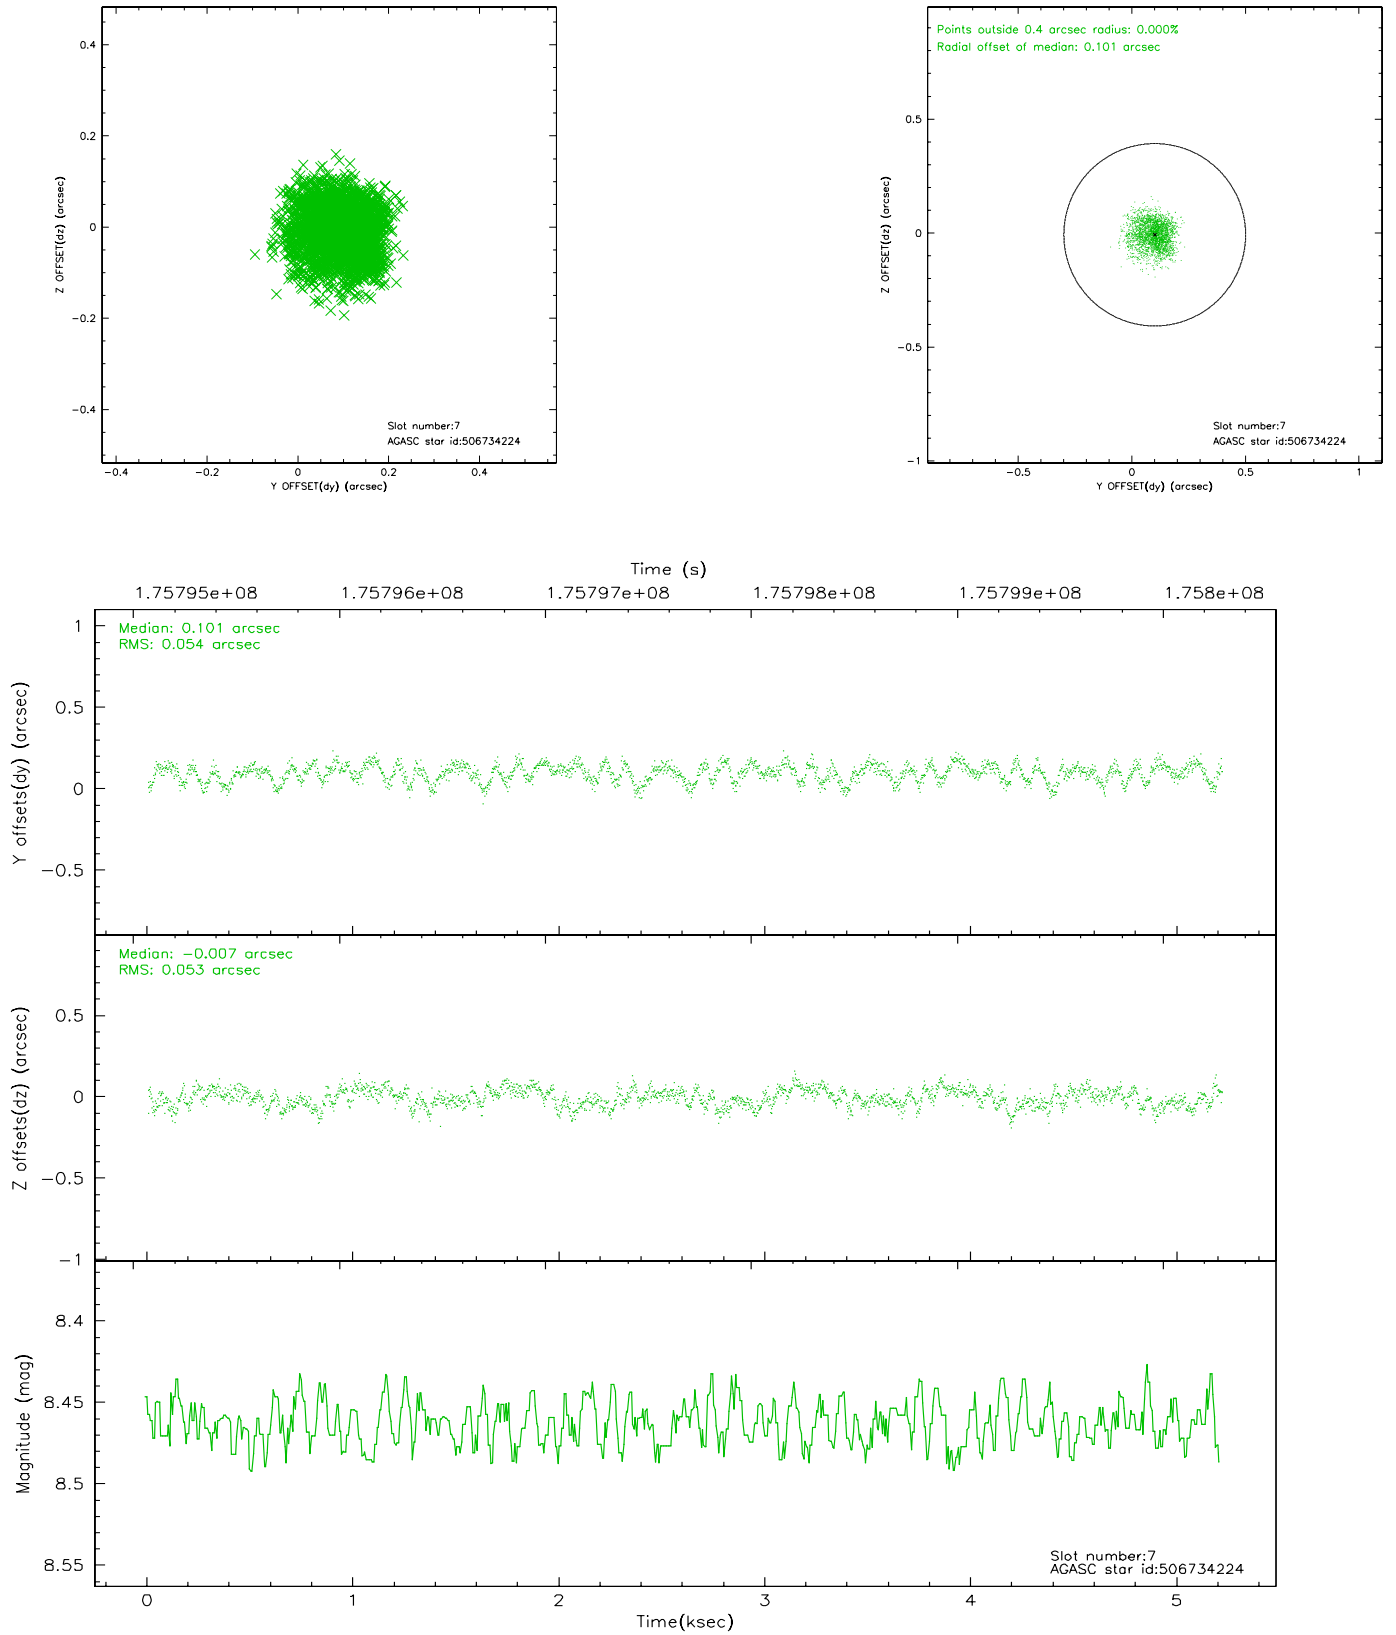 0.4
0.2
0
−0.2
−0.4
Z OFFSET(dz) (arcsec)
Slot number:7
AGASC star id:506734224
−0.4 −0.2 0 0.2 0.4
Y OFFSET(dy) (arcsec)
Points outside 0.4 arcsec radius: 0.000%
Radial offset of median: 0.101 arcsec
0.5
0
−0.5
−1
Z OFFSET(dz) (arcsec)
Slot number:7
AGASC star id:506734224
−0.5 0 0.5 1
Y OFFSET(dy) (arcsec)
Time (s)
1.75795e+08 1.75796e+08 1.75797e+08 1.75798e+08 1.75799e+08 1.758e+08
Median: 0.101 arcsec
RMS: 0.054 arcsec
1
0.5
0
−0.5
Y offsets(dy) (arcsec)
Median: −0.007 arcsec
RMS: 0.053 arcsec
0.5
0
−0.5
−1
Z offsets(dz) (arcsec)
8.4
8.45
8.5
8.55
Magnitude (mag)
Slot number:7
AGASC star id:506734224
0 1 2 3 4 5
Time(ksec)